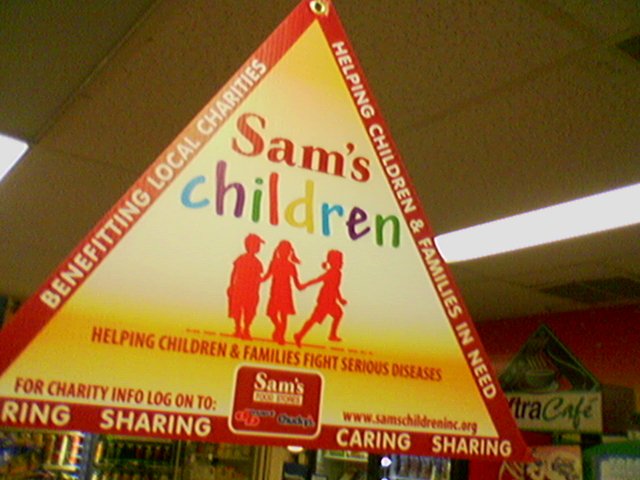 BENEFITTING LOCAL CHARITIES
HELPING CHILDREN & FAMILIES IN NEED
Sam's
children
HELPING CHILDREN & FAMILIES FIGHT SERIOUS DISEASES
FOR CHARITY INFO LOG ON TO:
Sam's
FOOD STORES
www.samschildreninc.org
RING SHARING
CARING SHARING
traCafé